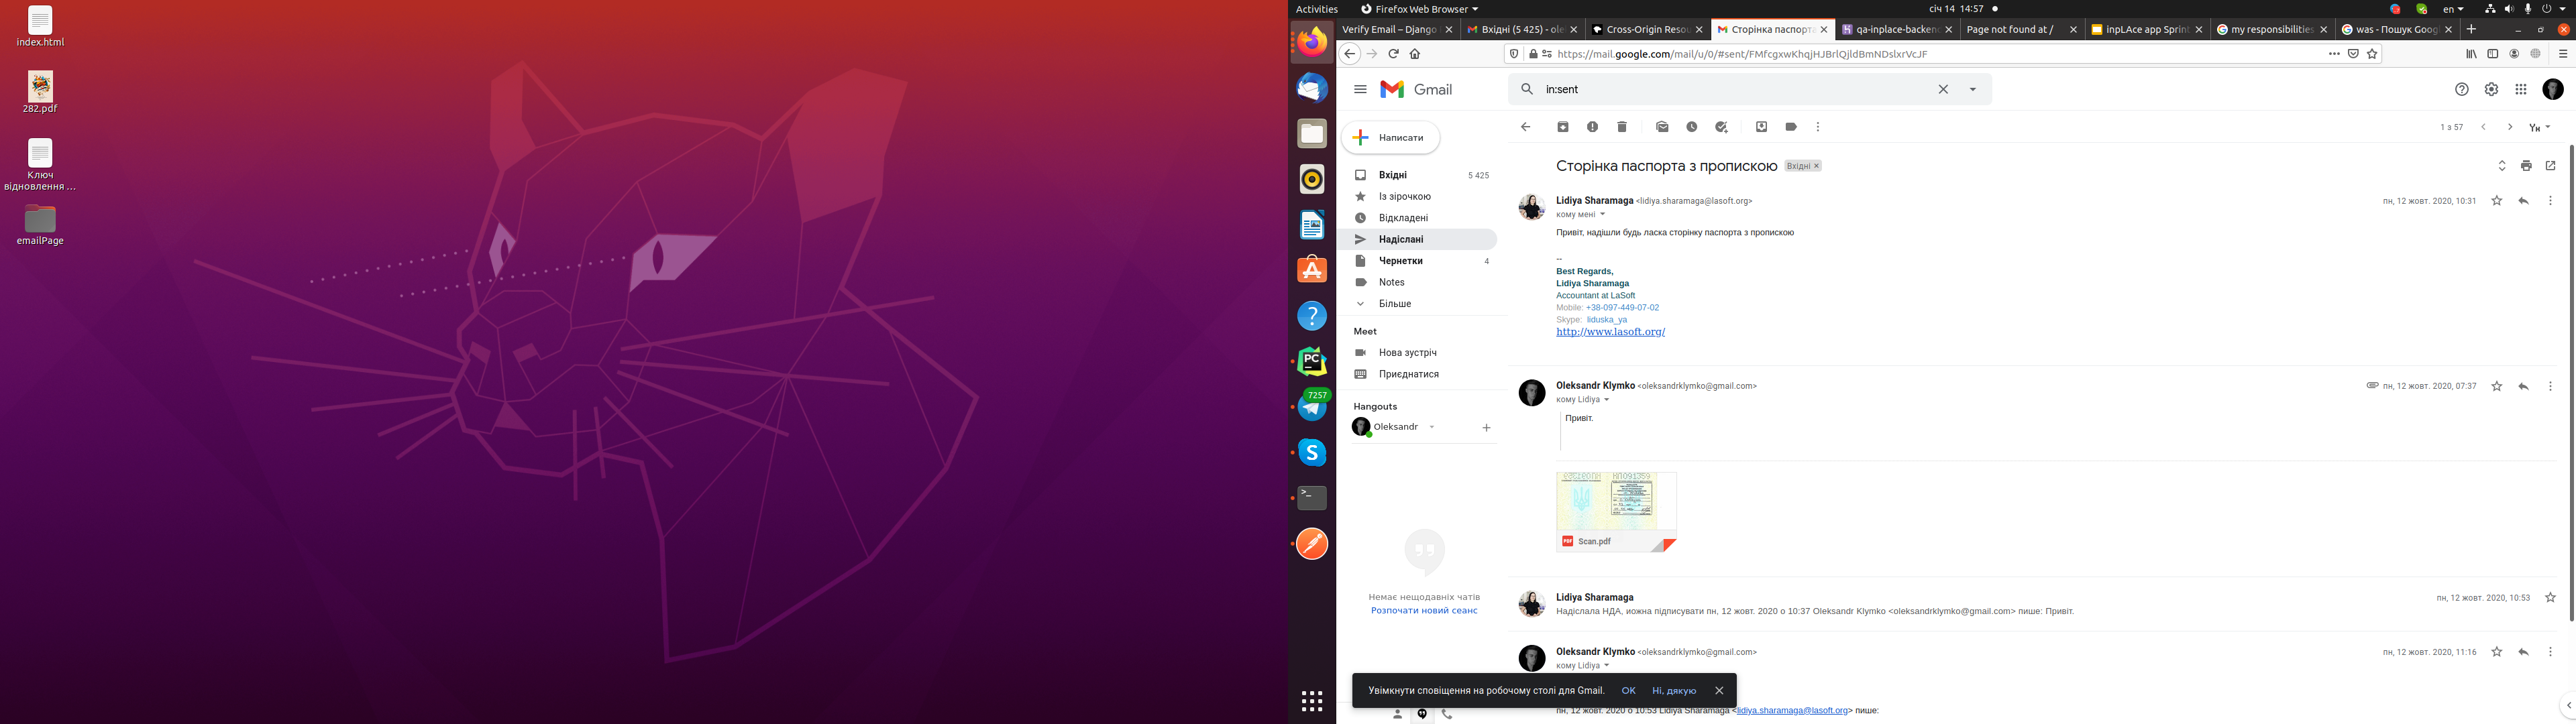 index.html
282.pdf
Ключ
відновлення ...
emailPage
Activities
Firefox Web Browser
січ 14 14:57
en
Verify Email – Django
Вхідні (5 425) - ole
Cross-Origin Resou
Сторінка паспорта
qa-inplace-backend
Page not found at /
inpLAce app Sprint
my responsibilities
was - Пошук Googl
https://mail.google.com/mail/u/0/#sent/FMfcgxwKhqjHJBrlQjldBmNDslxrVcJF
Gmail
in:sent
Написати
1 з 57
Вхідні 5 425
Із зірочкою
Відкладені
Надіслані
Чернетки 4
Notes
Більше
Meet
Нова зустріч
Приєднатися
Hangouts
Oleksandr
Немає нещодавніх чатів
Розпочати новий сеанс
7257
Сторінка паспорта з пропискою Вхідні
Lidiya Sharamaga <lidiya.sharamaga@lasoft.org> пн, 12 жовт. 2020, 10:31
кому мені
Привіт, надішли будь ласка сторінку паспорта з пропискою
--
Best Regards,
Lidiya Sharamaga
Accountant at LaSoft
Mobile: +38-097-449-07-02
Skype: liduska_ya
http://www.lasoft.org/
Oleksandr Klymko <oleksandrklymko@gmail.com> пн, 12 жовт. 2020, 07:37
кому Lidiya
Привіт.
PDF Scan.pdf
Lidiya Sharamaga пн, 12 жовт. 2020, 10:53
Надіслала НДА, иожна підписувати пн, 12 жовт. 2020 о 10:37 Oleksandr Klymko <oleksandrklymko@gmail.com> пише: Привіт.
Oleksandr Klymko <oleksandrklymko@gmail.com> пн, 12 жовт. 2020, 11:16
кому Lidiya
Увімкнути сповіщення на робочому столі для Gmail. OK Ні, дякую
пн, 12 жовт. 2020 о 10:53 Lidiya Sharamaga <lidiya.sharamaga@lasoft.org> пише: